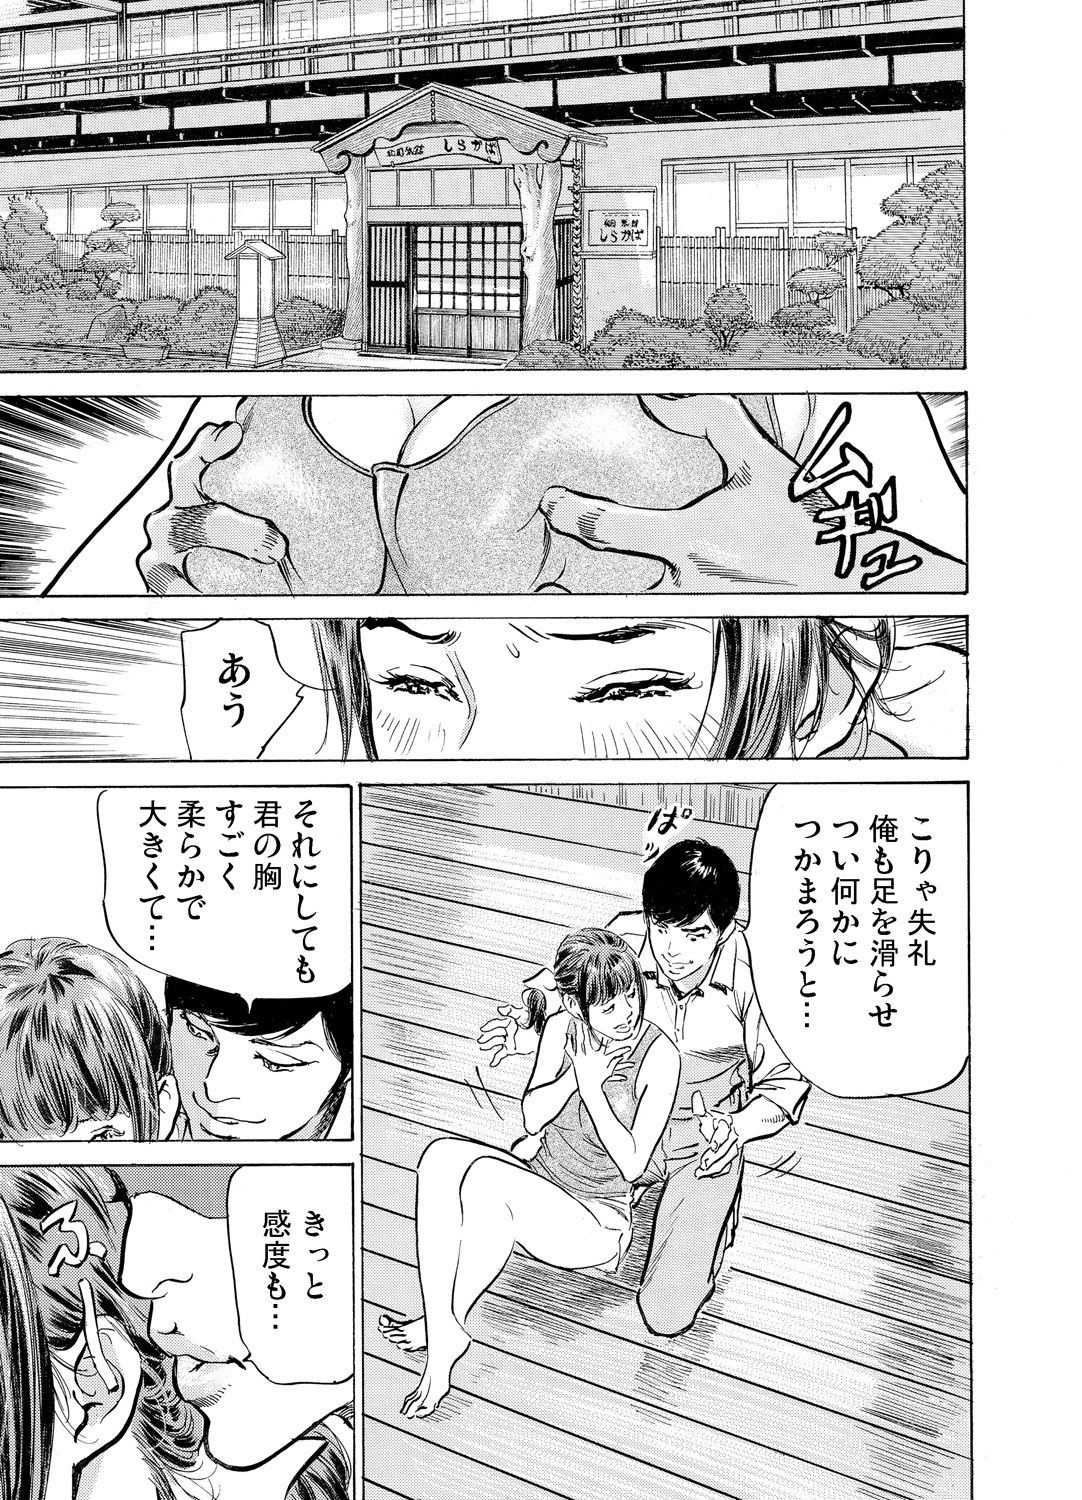 しらかば
しらかば
ムギュ
あう
こりゃ失礼
俺も足を滑らせ
つい何かに
つかまろうと…
ぱっ
それにしても
君の胸
すごく
柔らかで
大きくて…
きっと
感度も…
ふっ